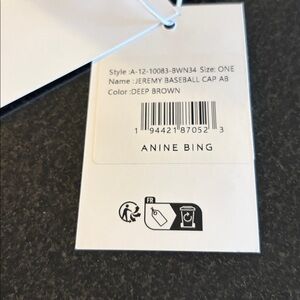 Style :A-12-10083-BWN34 Size: ONE
Name :JEREMY BASEBALL CAP AB
Color :DEEP BROWN
1 94421 87052 3
ANINE BING
FR